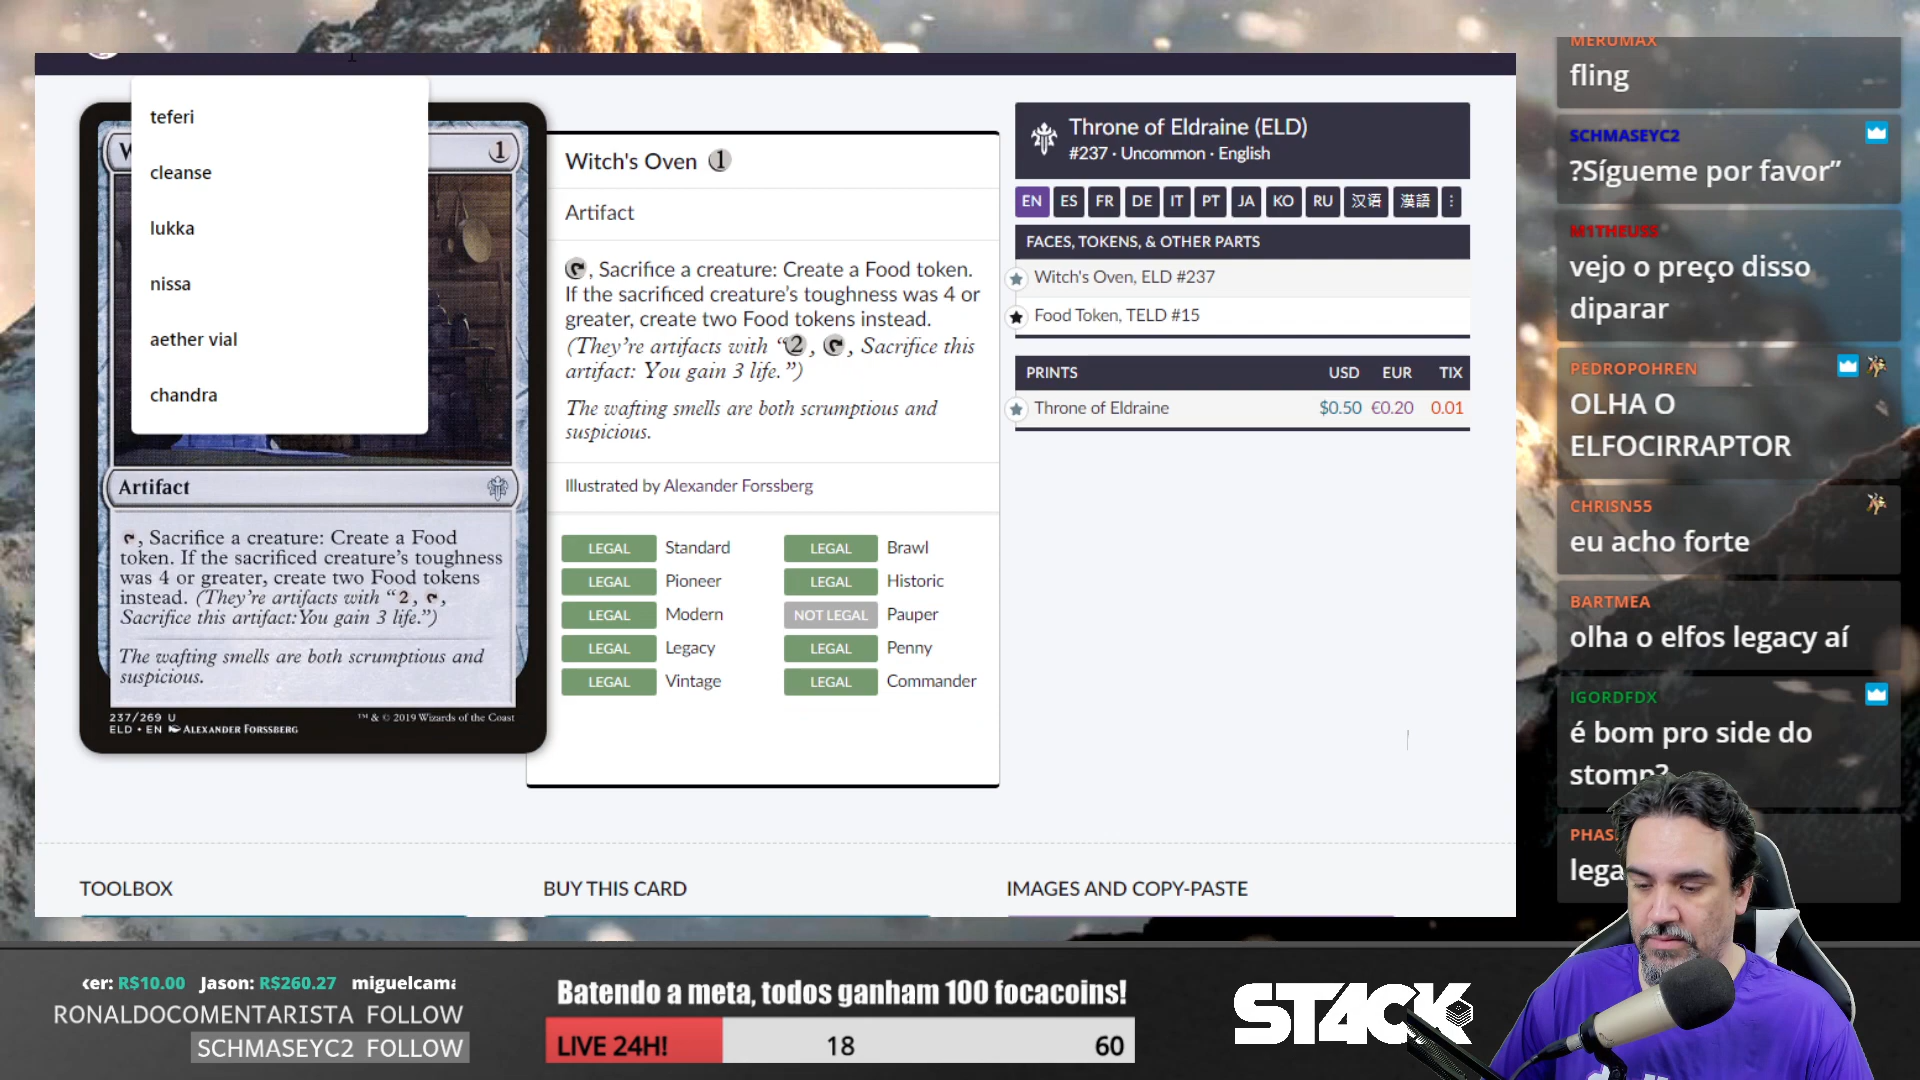 teferi
cleanse
lukka
nissa
aether vial
chandra
1
Artifact
, Sacrifice a creature: Create a Food
token. If the sacrificed creature's toughness
was 4 or greater, create two Food tokens
instead. (They're artifacts with “2, ,
Sacrifice this artifact: You gain 3 life.”)
The wafting smells are both scrumptious and
suspicious.
237/269 U
ELD • EN ALEXANDER FORSSBERG
™ & © 2019 Wizards of the Coast
Witch's Oven 1
Artifact
, Sacrifice a creature: Create a Food token.
If the sacrificed creature's toughness was 4 or
greater, create two Food tokens instead.
(They're artifacts with “2, , Sacrifice this
artifact: You gain 3 life.”)
The wafting smells are both scrumptious and
suspicious.
Illustrated by Alexander Forssberg
LEGAL Standard LEGAL Brawl
LEGAL Pioneer LEGAL Historic
LEGAL Modern NOT LEGAL Pauper
LEGAL Legacy LEGAL Penny
LEGAL Vintage LEGAL Commander
Throne of Eldraine (ELD)
#237 · Uncommon · English
EN ES FR DE IT PT JA KO RU 汉语 漢語
FACES, TOKENS, & OTHER PARTS
Witch's Oven, ELD #237
Food Token, TELD #15
PRINTS USD EUR TIX
Throne of Eldraine $0.50 €0.20 0.01
TOOLBOX
BUY THIS CARD
IMAGES AND COPY-PASTE
MERUMAX
fling
SCHMASEYC2
?Sígueme por favor”
M1THEUSS
vejo o preço disso
diparar
PEDROPOHREN
OLHA O
ELFOCIRRAPTOR
CHRISN55
eu acho forte
BARTMEA
olha o elfos legacy aí
IGORDFDX
é bom pro side do
stomp?
PHAS
lega
cer: R$10.00 Jason: R$260.27 miguelcama
RONALDOCOMENTARISTA FOLLOW
SCHMASEYC2 FOLLOW
Batendo a meta, todos ganham 100 focacoins!
LIVE 24H! 18 60
ST4CK